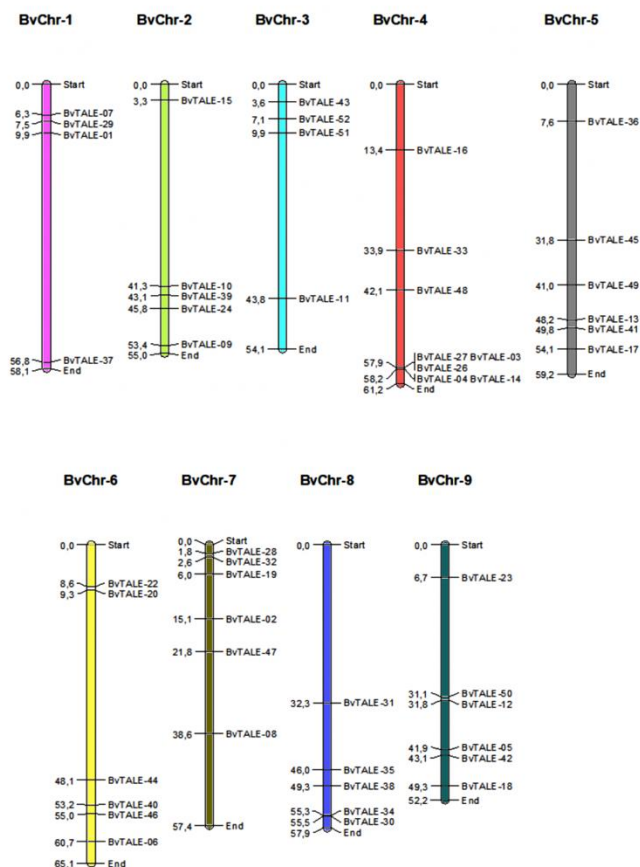 BvChr-1 BvChr-2 BvChr-3 BvChr-4 BvChr-5
0,0 Start
6,3 BvTALE-07
7,5 BvTALE-29
9,9 BvTALE-01
56,8 BvTALE-37
58,1 End
0,0 Start
3,3 BvTALE-15
41,3 BvTALE-10
43,1 BvTALE-39
45,8 BvTALE-24
53,4 BvTALE-09
55,0 End
0,0 Start
3,6 BvTALE-43
7,1 BvTALE-52
9,9 BvTALE-51
43,8 BvTALE-11
54,1 End
0,0 Start
13,4 BvTALE-16
33,9 BvTALE-33
42,1 BvTALE-48
57,9 BvTALE-27 BvTALE-03
BvTALE-26
58,2 BvTALE-04 BvTALE-14
61,2 End
0,0 Start
7,6 BvTALE-36
31,8 BvTALE-45
41,0 BvTALE-49
48,2 BvTALE-13
49,8 BvTALE-41
54,1 BvTALE-17
59,2 End
BvChr-6 BvChr-7 BvChr-8 BvChr-9
0,0 Start
8,6 BvTALE-22
9,3 BvTALE-20
48,1 BvTALE-44
53,2 BvTALE-40
55,0 BvTALE-46
60,7 BvTALE-06
65,1 End
0,0 Start
1,8 BvTALE-28
2,6 BvTALE-32
6,0 BvTALE-19
15,1 BvTALE-02
21,8 BvTALE-47
38,6 BvTALE-08
57,4 End
0,0 Start
32,3 BvTALE-31
46,0 BvTALE-35
49,3 BvTALE-38
55,3 BvTALE-34
55,5 BvTALE-30
57,9 End
0,0 Start
6,7 BvTALE-23
31,1 BvTALE-50
31,8 BvTALE-12
41,9 BvTALE-05
43,1 BvTALE-42
49,3 BvTALE-18
52,2 End